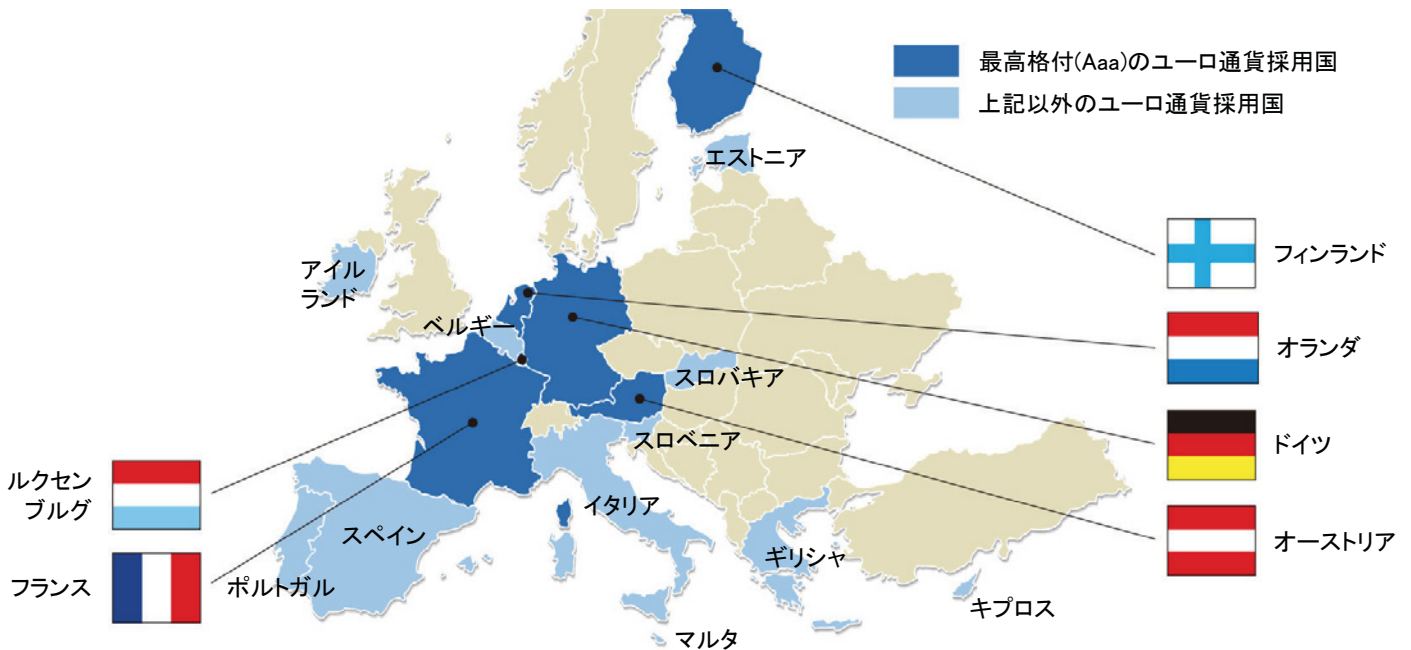 最高格付(Aaa)のユーロ通貨採用国
上記以外のユーロ通貨採用国
エストニア
フィンランド
アイル
ランド
ベルギー
オランダ
スロバキア
スロベニア
ドイツ
ルクセン
ブルグ
イタリア
スペイン
オーストリア
ギリシャ
フランス
ポルトガル
キプロス
マルタ